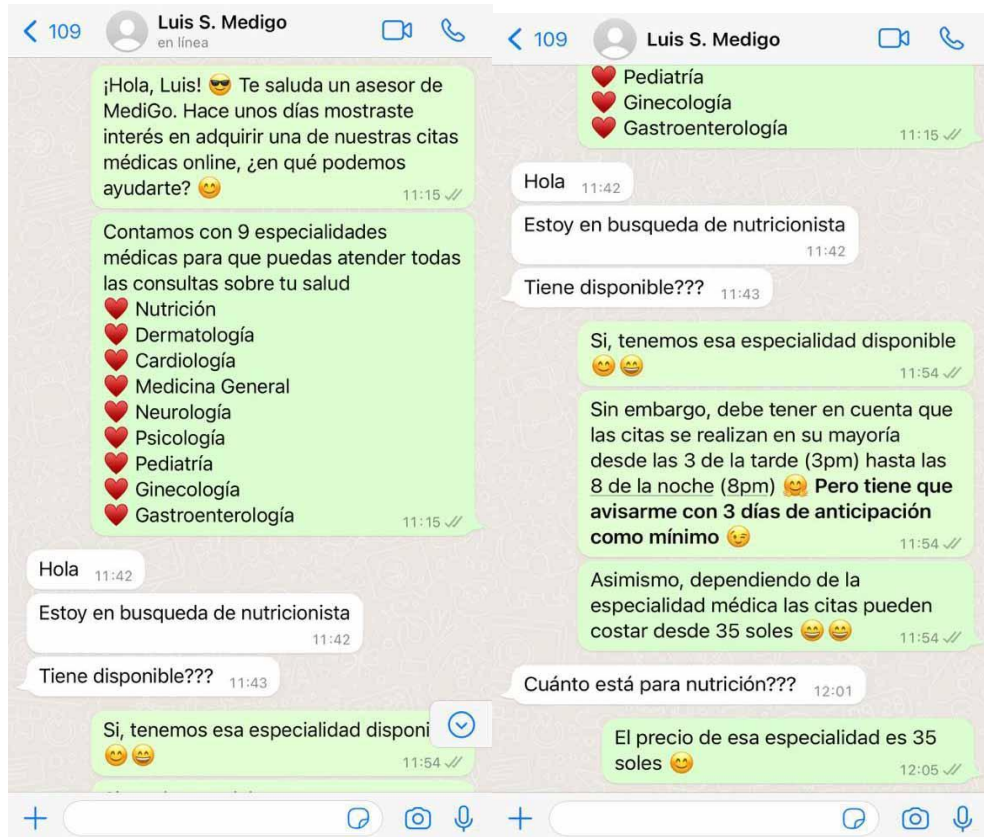 109
Luis S. Medigo
en línea
¡Hola, Luis! 😎 Te saluda un asesor de
MediGo. Hace unos días mostraste
interés en adquirir una de nuestras citas
médicas online, ¿en qué podemos
ayudarte? 😊
11:15
Contamos con 9 especialidades
médicas para que puedas atender todas
las consultas sobre tu salud
♥️ Nutrición
♥️ Dermatología
♥️ Cardiología
♥️ Medicina General
♥️ Neurología
♥️ Psicología
♥️ Pediatría
♥️ Ginecología
♥️ Gastroenterología
11:15
Hola 11:42
Estoy en busqueda de nutricionista
11:42
Tiene disponible??? 11:43
Si, tenemos esa especialidad disponi
😊😄
11:54
109
Luis S. Medigo
♥️ Pediatría
♥️ Ginecología
♥️ Gastroenterología
11:15
Hola 11:42
Estoy en busqueda de nutricionista
11:42
Tiene disponible??? 11:43
Si, tenemos esa especialidad disponible
😊😄
11:54
Sin embargo, debe tener en cuenta que
las citas se realizan en su mayoría
desde las 3 de la tarde (3pm) hasta las
8 de la noche (8pm) 🤗 Pero tiene que
avisarme con 3 días de anticipación
como mínimo 😉
11:54
Asimismo, dependiendo de la
especialidad médica las citas pueden
costar desde 35 soles 😄😄
11:54
Cuánto está para nutrición??? 12:01
El precio de esa especialidad es 35
soles 😊
12:05